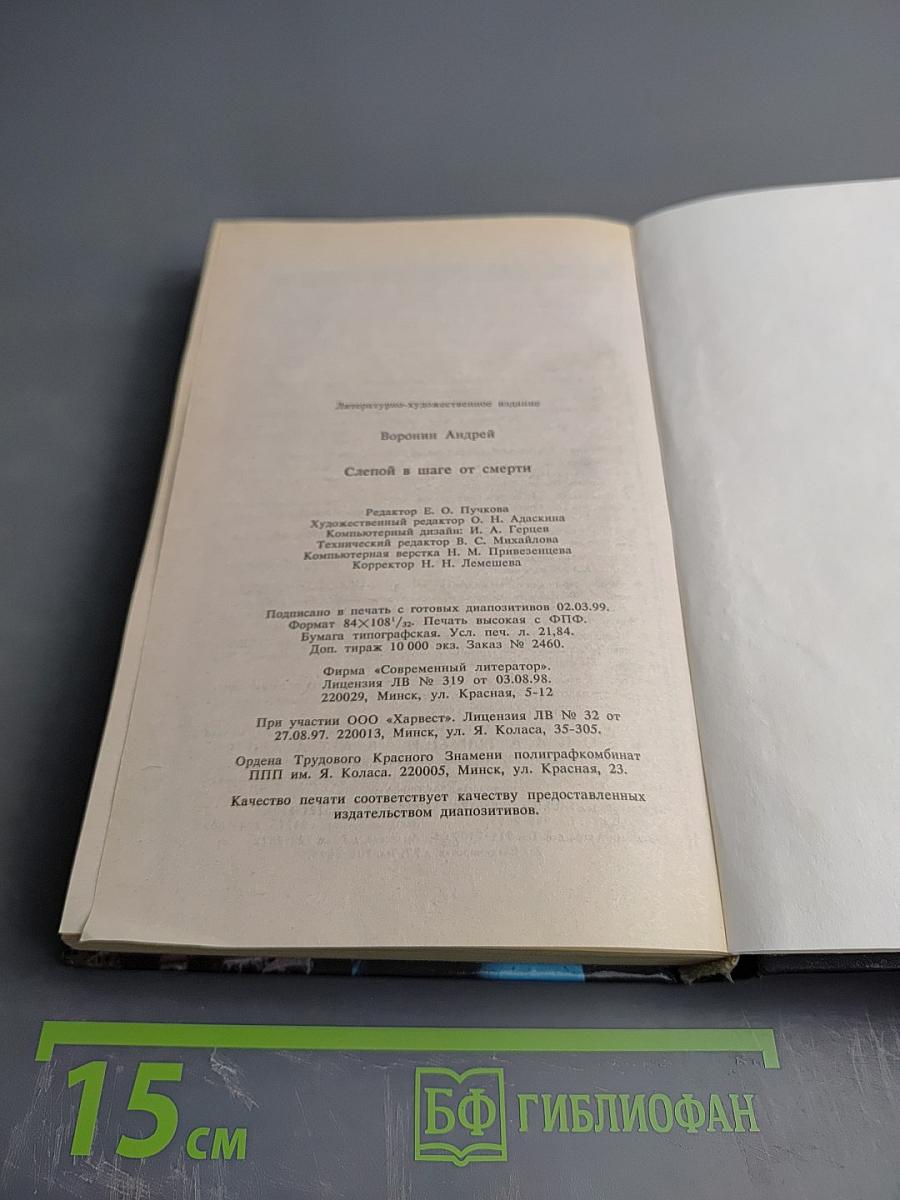 Литературно-художественное издание
Воронин Андрей
Слепой в шаге от смерти
Редактор Е. О. Пучкова
Художественный редактор О. Н. Адаскина
Компьютерный дизайн: И. А. Герцев
Технический редактор В. С. Михайлова
Компьютерная верстка Н. М. Привезенцева
Корректор Н. Н. Лемешева
Подписано в печать с готовых диапозитивов 02.03.99.
Формат 84×108¹/₃₂. Печать высокая с ФПФ.
Бумага типографская. Усл. печ. л. 21,84.
Доп. тираж 10 000 экз. Заказ № 2460.
Фирма «Современный литератор».
Лицензия ЛВ № 319 от 03.08.98.
220029, Минск, ул. Красная, 5-12
При участии ООО «Харвест». Лицензия ЛВ № 32 от
27.08.97. 220013, Минск, ул. Я. Коласа, 35-305.
Ордена Трудового Красного Знамени полиграфкомбинат
ППП им. Я. Коласа. 220005, Минск, ул. Красная, 23.
Качество печати соответствует качеству предоставленных
издательством диапозитивов.
15 см
БФ ГИБЛИОФАН